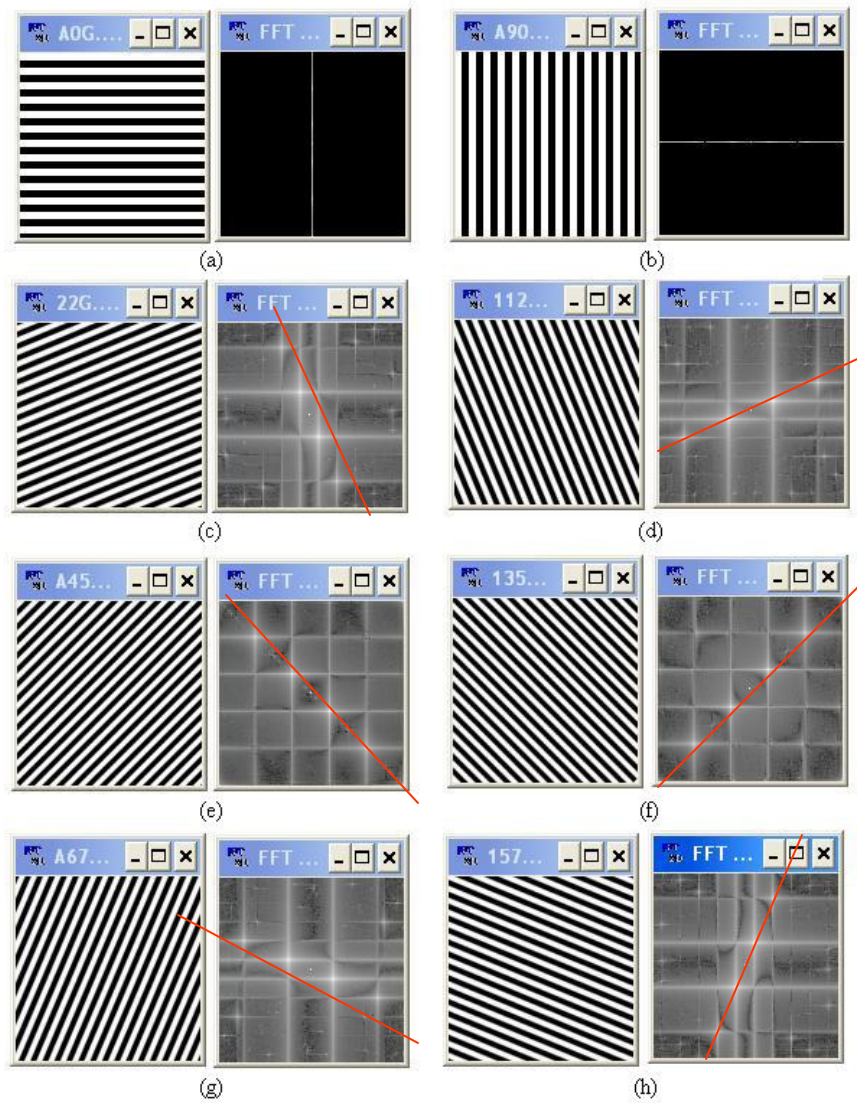 A0G.... FFT ... A90... FFT ...
(a) (b)
22G.... FFT ... 112... FFT ...
(c) (d)
A45... FFT ... 135... FFT ...
(e) (f)
A67... FFT ... 157... FFT ...
(g) (h)